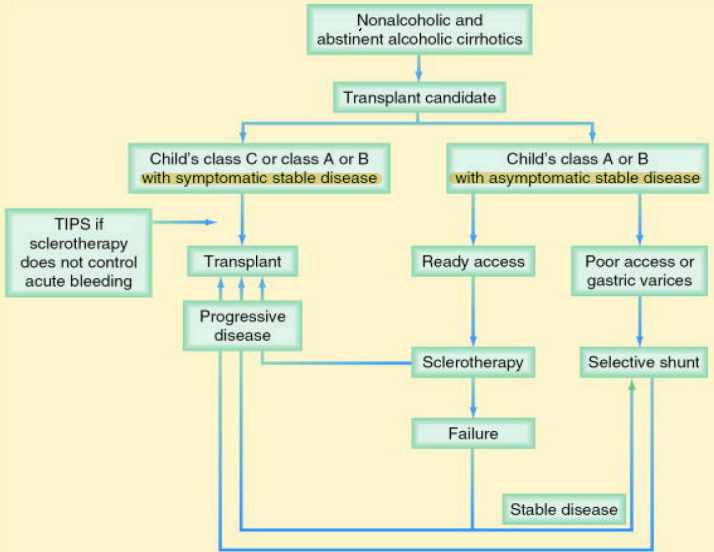 Nonalcoholic and
abstinent alcoholic cirrhotics
Transplant candidate
Child's class C or class A or B
with symptomatic stable disease
Child's class A or B
with asymptomatic stable disease
TIPS if
sclerotherapy
does not control
acute bleeding
Transplant
Ready access
Poor access or
gastric varices
Progressive
disease
Sclerotherapy
Selective shunt
Failure
Stable disease